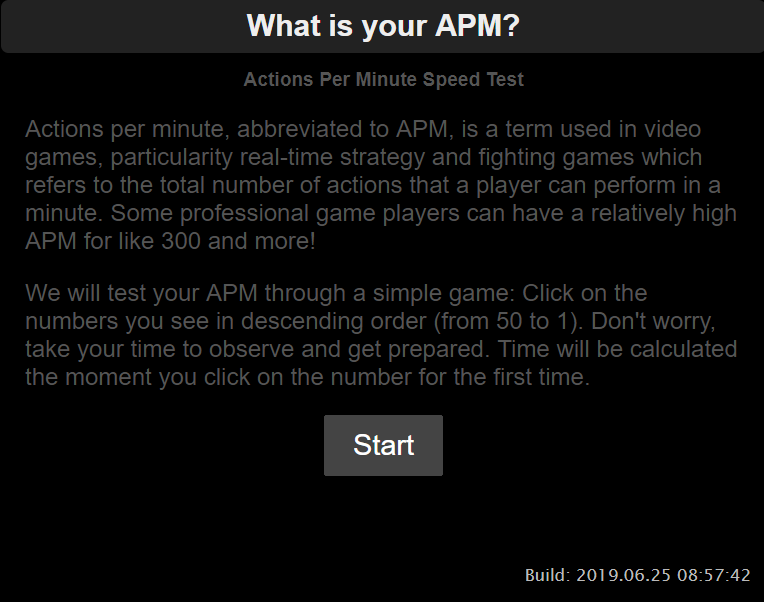 What is your APM?
Actions Per Minute Speed Test
Actions per minute, abbreviated to APM, is a term used in video
games, particularity real-time strategy and fighting games which
refers to the total number of actions that a player can perform in a
minute. Some professional game players can have a relatively high
APM for like 300 and more!
We will test your APM through a simple game: Click on the
numbers you see in descending order (from 50 to 1). Don't worry,
take your time to observe and get prepared. Time will be calculated
the moment you click on the number for the first time.
Start
Build: 2019.06.25 08:57:42